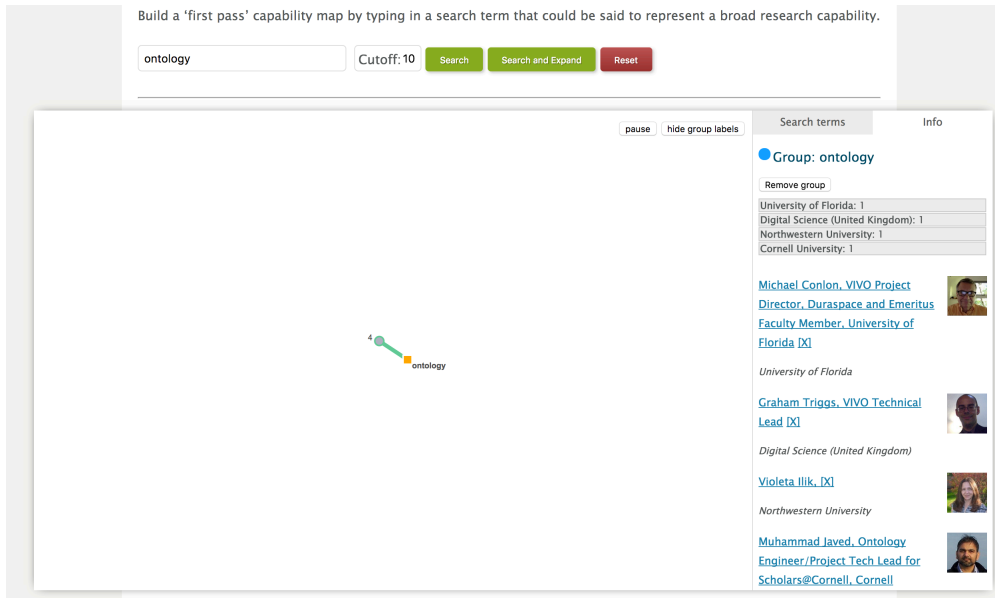 Build a ‘first pass’ capability map by typing in a search term that could be said to represent a broad research capability.
ontology
Cutoff: 10
Search
Search and Expand
Reset
pause
hide group labels
Search terms
Info
Group: ontology
Remove group
University of Florida: 1
Digital Science (United Kingdom): 1
Northwestern University: 1
Cornell University: 1
Michael Conlon, VIVO Project
Director, Duraspace and Emeritus
Faculty Member, University of
Florida [X]
University of Florida
Graham Triggs, VIVO Technical
Lead [X]
Digital Science (United Kingdom)
Violeta Ilik, [X]
Northwestern University
Muhammad Javed, Ontology
Engineer/Project Tech Lead for
Scholars@Cornell, Cornell
4
ontology